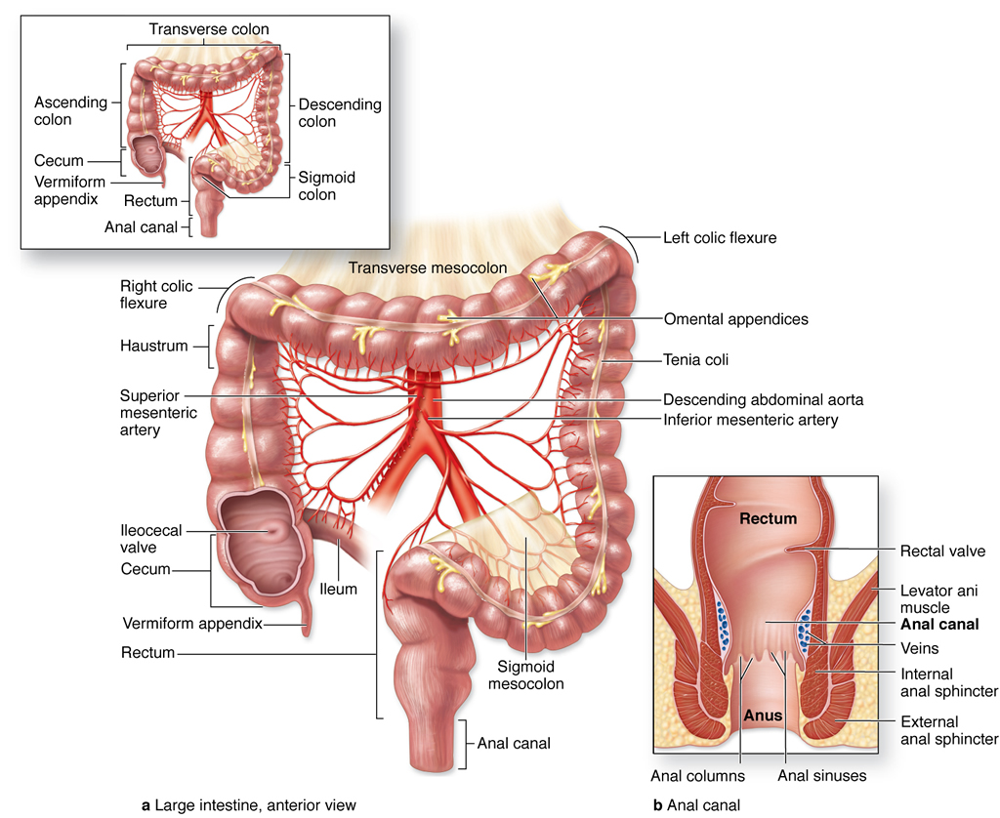 Transverse colon
Ascending
colon
Descending
colon
Cecum
Vermiform
appendix
Sigmoid
colon
Rectum
Anal canal
Left colic flexure
Transverse mesocolon
Right colic
flexure
Omental appendices
Haustrum
Tenia coli
Superior
mesenteric
artery
Descending abdominal aorta
Inferior mesenteric artery
Ileocecal
valve
Cecum
Ileum
Vermiform appendix
Rectum
Sigmoid
mesocolon
Anal canal
a Large intestine, anterior view
Rectum
Rectal valve
Levator ani
muscle
Anal canal
Veins
Internal
anal sphincter
Anus
External
anal sphincter
Anal columns
Anal sinuses
b Anal canal